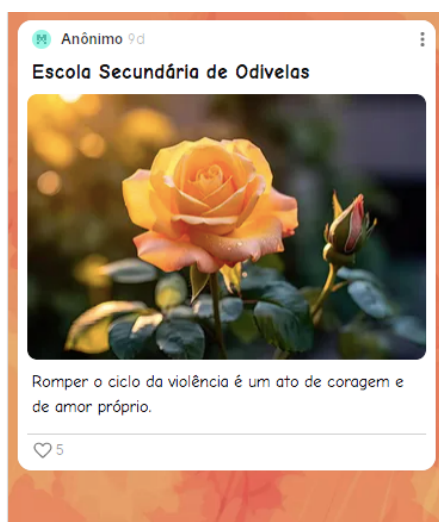 Anônimo 9d
Escola Secundária de Odivelas
Romper o ciclo da violência é um ato de coragem e
de amor próprio.
5